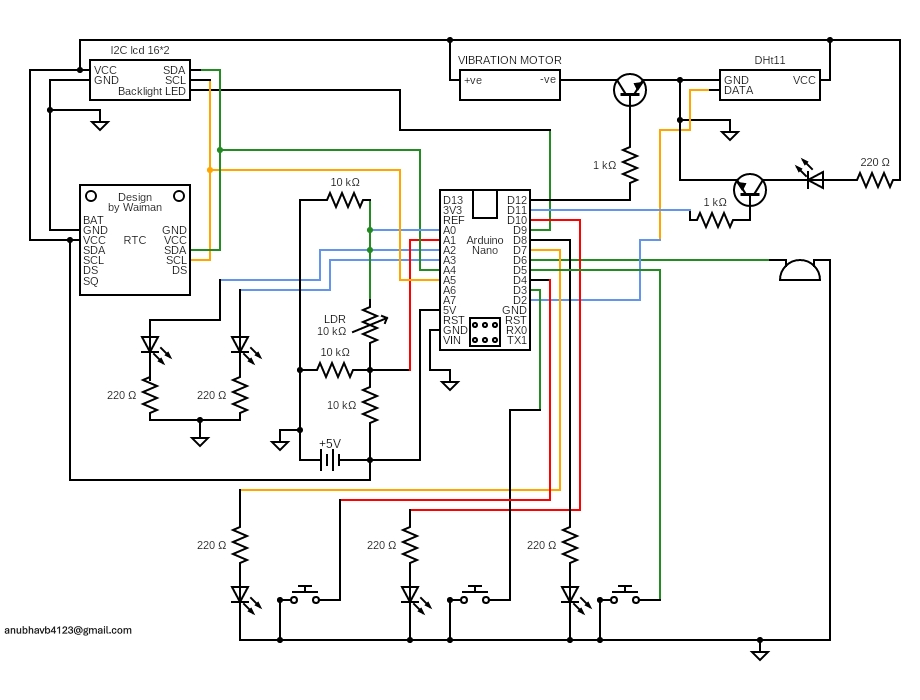 I2C lcd 16*2
VCC SDA
GND SCL
Backlight LED
VIBRATION MOTOR
+ve -ve
DHt11
GND VCC
DATA
1 kΩ
220 Ω
1 kΩ
10 kΩ
Design
by Waiman
RTC
BAT
GND GND
VCC VCC
SDA SDA
SCL SCL
DS DS
SQ
Arduino
Nano
D13 D12
3V3 D11
REF D10
A0 D9
A1 D8
A2 D7
A3 D6
A4 D5
A5 D4
A6 D3
A7 D2
5V GND
RST RST
GND RX0
VIN TX1
LDR
10 kΩ
10 kΩ
10 kΩ
220 Ω 220 Ω
+5V
220 Ω 220 Ω 220 Ω
anubhavb4123@gmail.com